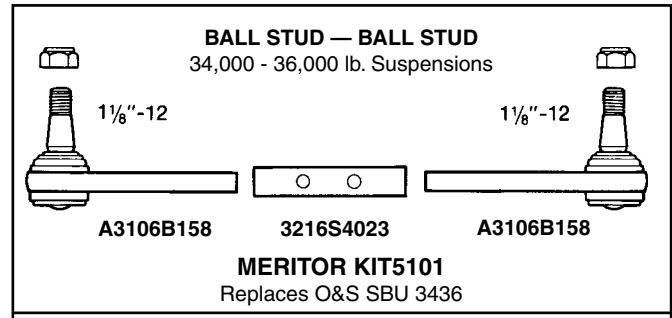 BALL STUD — BALL STUD
34,000 - 36,000 lb. Suspensions
1⅛"-12
1⅛"-12
A3106B158
3216S4023
A3106B158
MERITOR KIT5101
Replaces O&S SBU 3436